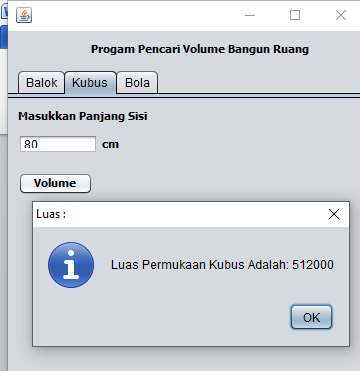 Progam Pencari Volume Bangun Ruang
Balok Kubus Bola
Masukkan Panjang Sisi
80 cm
Volume
Luas :
Luas Permukaan Kubus Adalah: 512000
OK